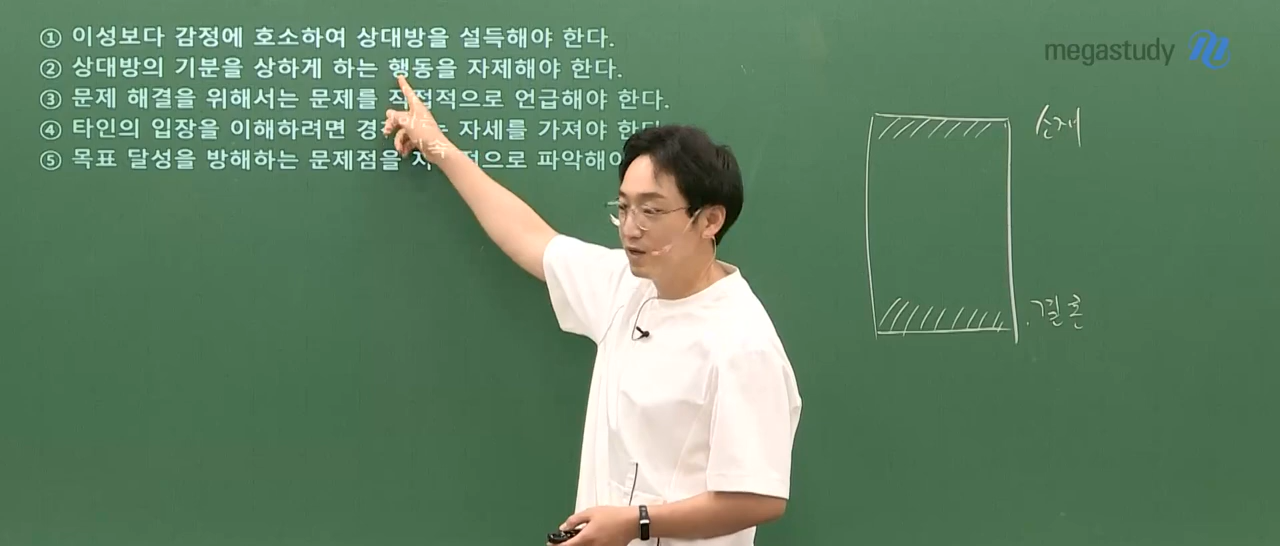 ① 이성보다 감정에 호소하여 상대방을 설득해야 한다.
② 상대방의 기분을 상하게 하는 행동을 자제해야 한다.
③ 문제 해결을 위해서는 문제를 직접적으로 언급해야 한다.
④ 타인의 입장을 이해하려면 자세를 가져야 한다
⑤ 목표 달성을 방해하는 문제점을 파악해야
megastudy
소재
결론